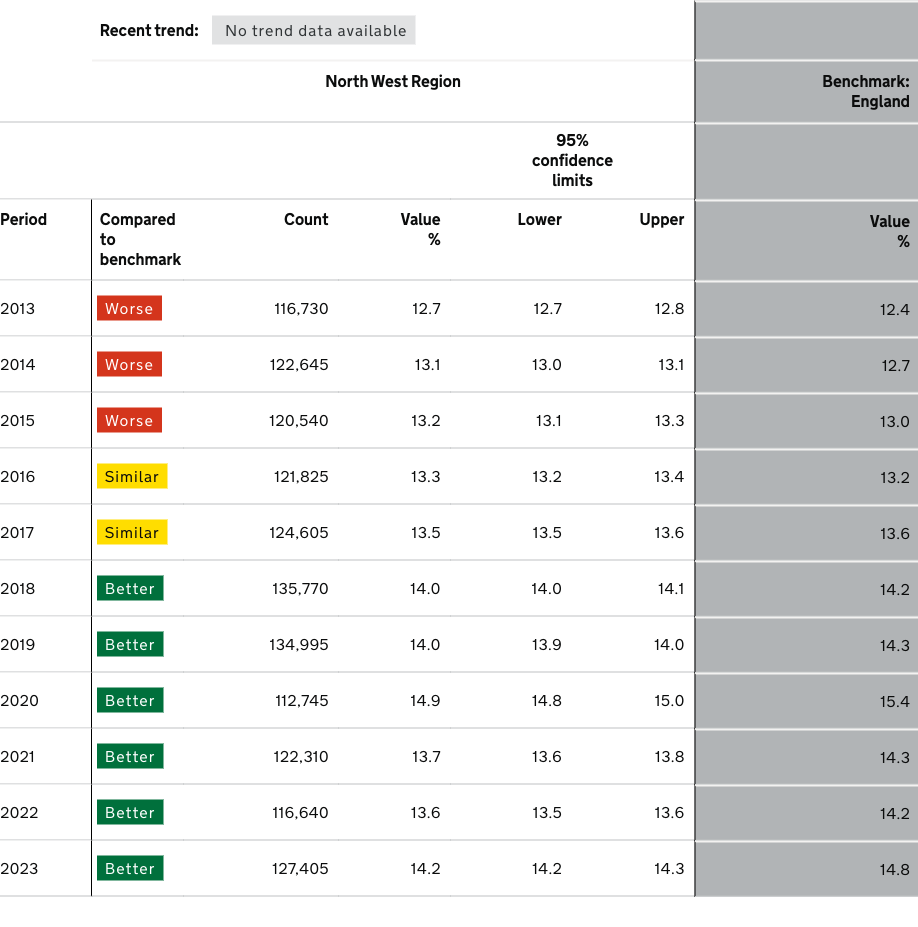 Recent trend: No trend data available
North West Region Benchmark:
England
95%
confidence
limits
Period Compared Count Value Lower Upper Value
to % %
benchmark
2013 Worse 116,730 12.7 12.7 12.8 12.4
2014 Worse 122,645 13.1 13.0 13.1 12.7
2015 Worse 120,540 13.2 13.1 13.3 13.0
2016 Similar 121,825 13.3 13.2 13.4 13.2
2017 Similar 124,605 13.5 13.5 13.6 13.6
2018 Better 135,770 14.0 14.0 14.1 14.2
2019 Better 134,995 14.0 13.9 14.0 14.3
2020 Better 112,745 14.9 14.8 15.0 15.4
2021 Better 122,310 13.7 13.6 13.8 14.3
2022 Better 116,640 13.6 13.5 13.6 14.2
2023 Better 127,405 14.2 14.2 14.3 14.8